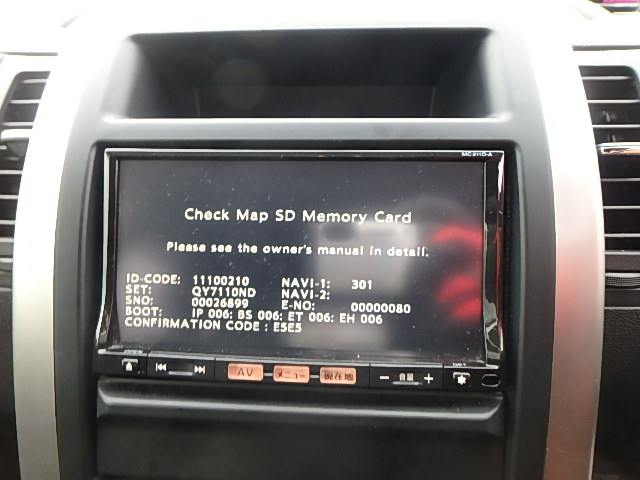 MC311D-A
Check Map SD Memory Card
Please see the owner's manual in detail.
ID-CODE: 11100210 NAVI-1: 301
SET: QY7110ND NAVI-2:
SNO: 00026899 E-NO: 00000080
BOOT: IP 006: BS 006: ET 006: EH 006
CONFIRMATION CODE : E5E5
AV メニュー 現在地 − 音量 +